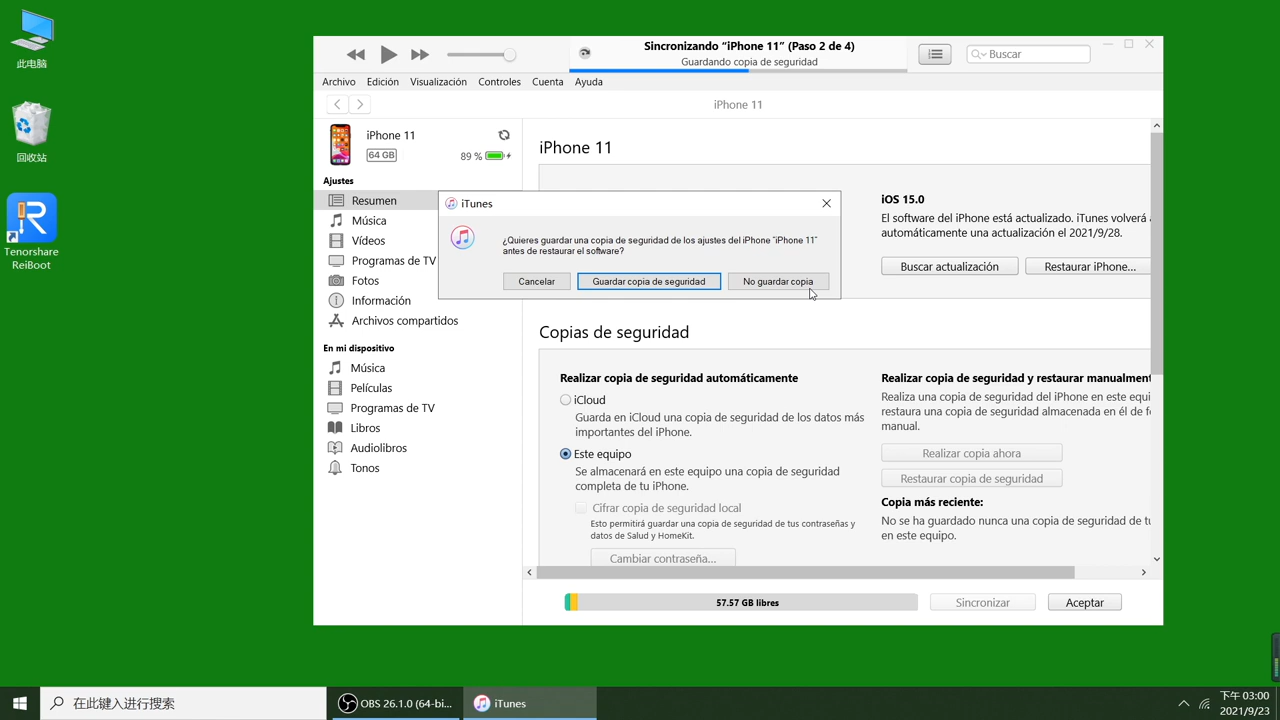 此电脑
回收站
Tenorshare
ReiBoot
Sincronizando “iPhone 11” (Paso 2 de 4)
Guardando copia de seguridad
Buscar
Archivo Edición Visualización Controles Cuenta Ayuda
iPhone 11
iPhone 11
64 GB
89 %
Ajustes
Resumen
Música
Vídeos
Programas de TV
Fotos
Información
Archivos compartidos
En mi dispositivo
Música
Películas
Programas de TV
Libros
Audiolibros
Tonos
iPhone 11
iOS 15.0
El software del iPhone está actualizado. iTunes volverá a
automáticamente una actualización el 2021/9/28.
Buscar actualización
Restaurar iPhone...
iTunes
¿Quieres guardar una copia de seguridad de los ajustes del iPhone “iPhone 11”
antes de restaurar el software?
Cancelar
Guardar copia de seguridad
No guardar copia
Copias de seguridad
Realizar copia de seguridad automáticamente
iCloud
Guarda en iCloud una copia de seguridad de los datos más
importantes del iPhone.
Este equipo
Se almacenará en este equipo una copia de seguridad
completa de tu iPhone.
Cifrar copia de seguridad local
Esto permitirá guardar una copia de seguridad de tus contraseñas y
datos de Salud y HomeKit.
Cambiar contraseña...
Realizar copia de seguridad y restaurar manualment
Realiza una copia de seguridad del iPhone en este equi
restaura una copia de seguridad almacenada en él de fo
manual.
Realizar copia ahora
Restaurar copia de seguridad
Copia más reciente:
No se ha guardado nunca una copia de seguridad de tu
en este equipo.
57.57 GB libres
Sincronizar
Aceptar
在此键入进行搜索
OBS 26.1.0 (64-bi...
iTunes
下午 03:00
2021/9/23